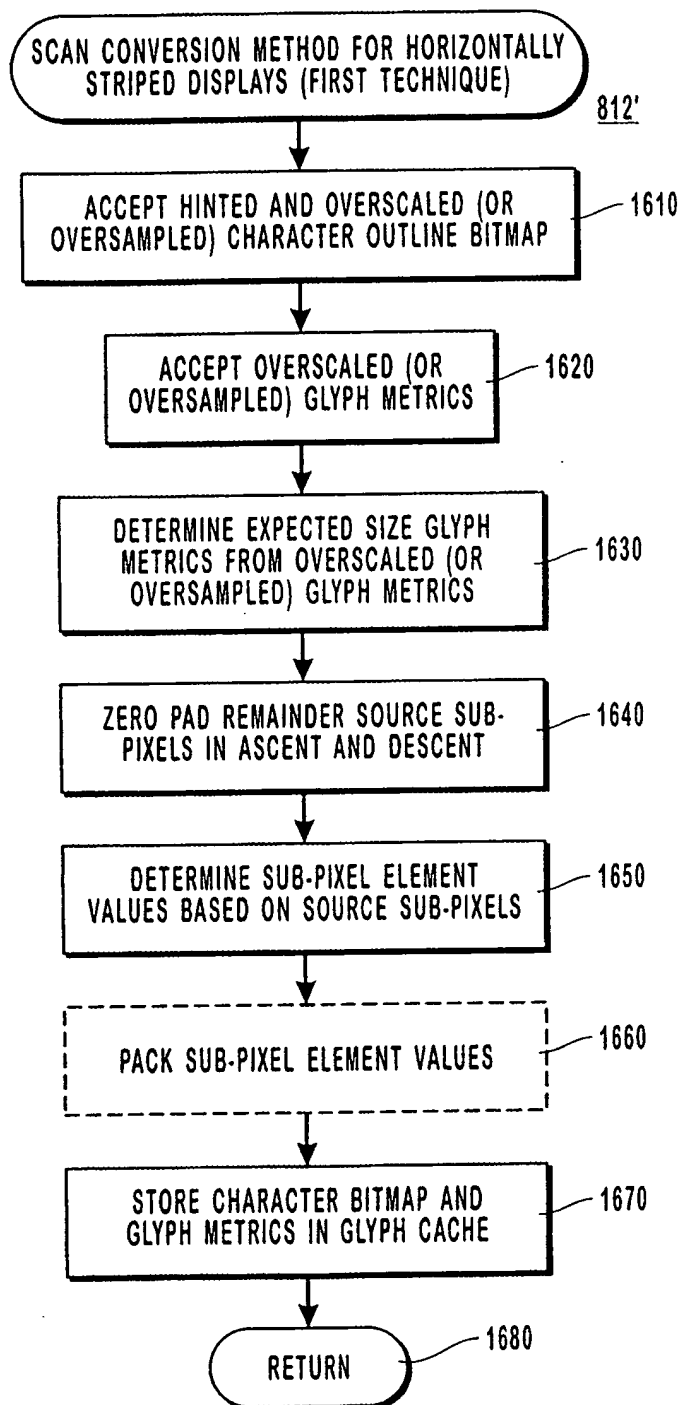 SCAN CONVERSION METHOD FOR HORIZONTALLY
STRIPED DISPLAYS (FIRST TECHNIQUE)
812'
ACCEPT HINTED AND OVERSCALED (OR
OVERSAMPLED) CHARACTER OUTLINE BITMAP
1610
ACCEPT OVERSCALED (OR
OVERSAMPLED) GLYPH METRICS
1620
DETERMINE EXPECTED SIZE GLYPH
METRICS FROM OVERSCALED (OR
OVERSAMPLED) GLYPH METRICS
1630
ZERO PAD REMAINDER SOURCE SUB-
PIXELS IN ASCENT AND DESCENT
1640
DETERMINE SUB-PIXEL ELEMENT
VALUES BASED ON SOURCE SUB-PIXELS
1650
PACK SUB-PIXEL ELEMENT VALUES
1660
STORE CHARACTER BITMAP AND
GLYPH METRICS IN GLYPH CACHE
1670
RETURN
1680